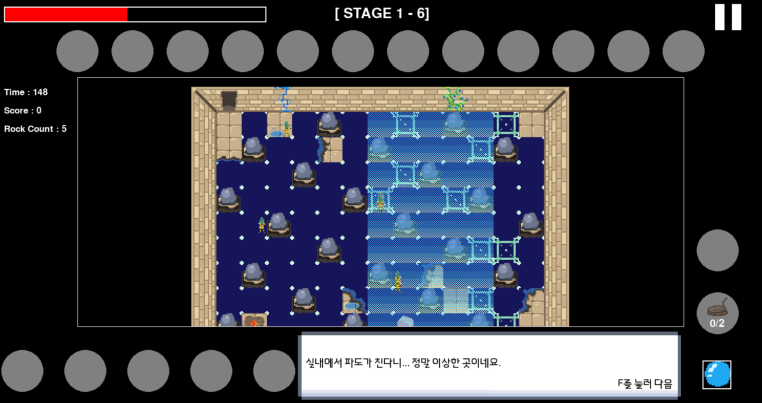 [ STAGE 1 - 6]
Time : 148
Score : 0
Rock Count : 5
0/2
실내에서 파도가 친다니... 정말 이상한 곳이네요.
F를 눌러 다음